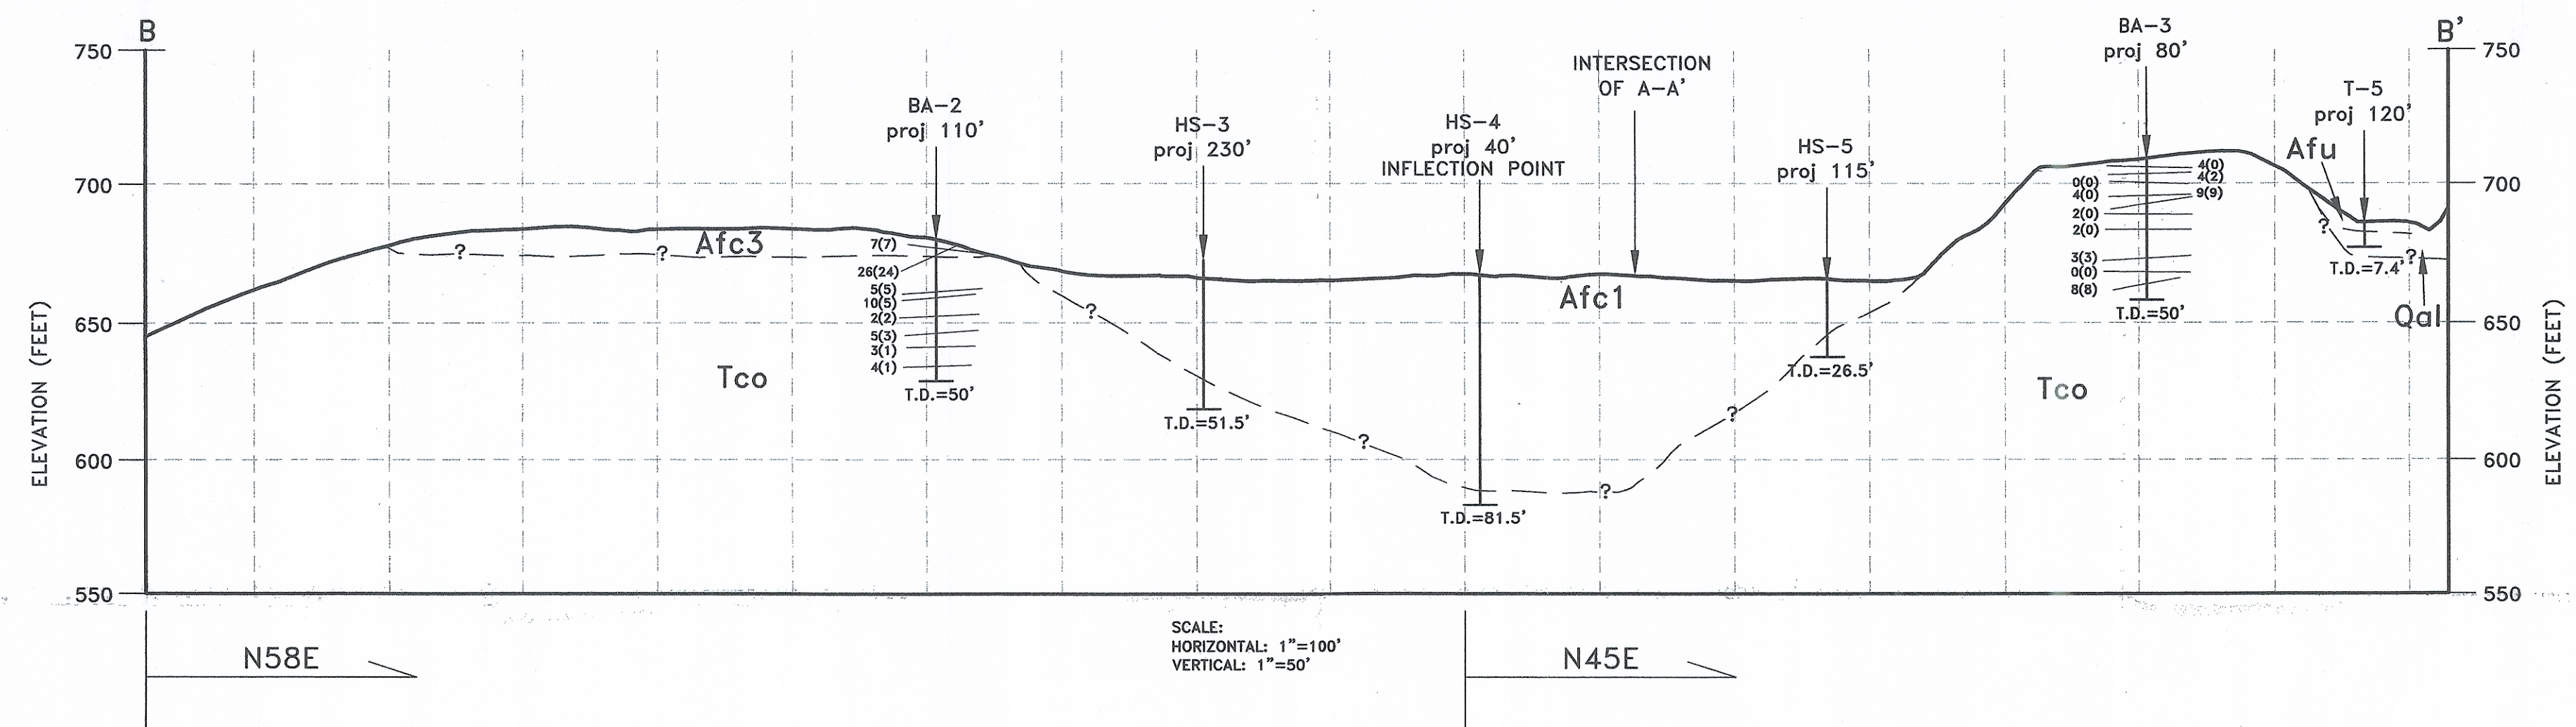 B
B'
750
700
650
600
550
ELEVATION (FEET)
BA-2
proj 110'
7(7)
26(24)
5(5)
10(5)
2(2)
5(3)
3(1)
4(1)
T.D.=50'
Afc3
?
?
Tco
HS-3
proj 230'
T.D.=51.5'
?
?
HS-4
proj 40'
INFLECTION POINT
T.D.=81.5'
INTERSECTION
OF A-A'
Afc1
?
?
HS-5
proj 115'
T.D.=26.5'
BA-3
proj 80'
4(0)
4(2)
0(0)
4(0)
9(9)
2(0)
2(0)
3(3)
0(0)
8(8)
T.D.=50'
Tco
T-5
proj 120'
Afu
?
?
T.D.=7.4'
Qal
750
700
650
600
550
ELEVATION (FEET)
N58E
SCALE:
HORIZONTAL: 1"=100'
VERTICAL: 1"=50'
N45E